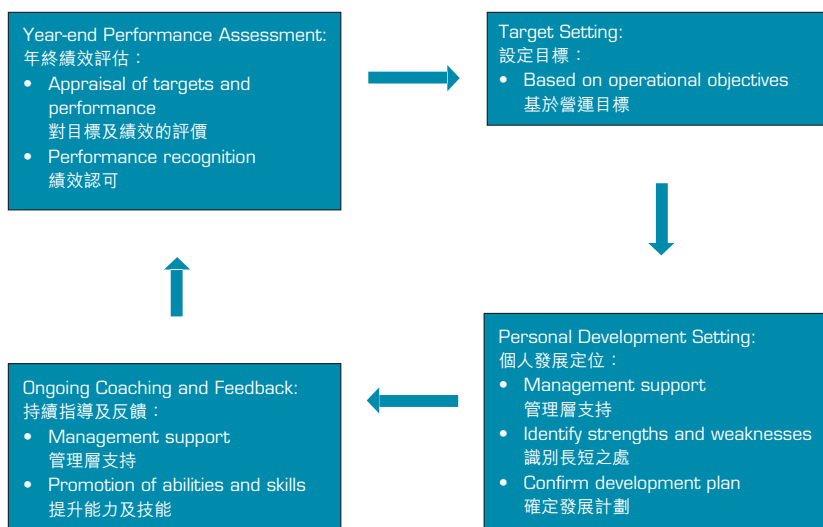 Year-end Performance Assessment:
年終績效評估：
• Appraisal of targets and
performance
對目標及績效的評價
• Performance recognition
績效認可
Target Setting:
設定目標：
• Based on operational objectives
基於營運目標
Personal Development Setting:
個人發展定位：
• Management support
管理層支持
• Identify strengths and weaknesses
識別長短之處
• Confirm development plan
確定發展計劃
Ongoing Coaching and Feedback:
持續指導及反饋：
• Management support
管理層支持
• Promotion of abilities and skills
提升能力及技能